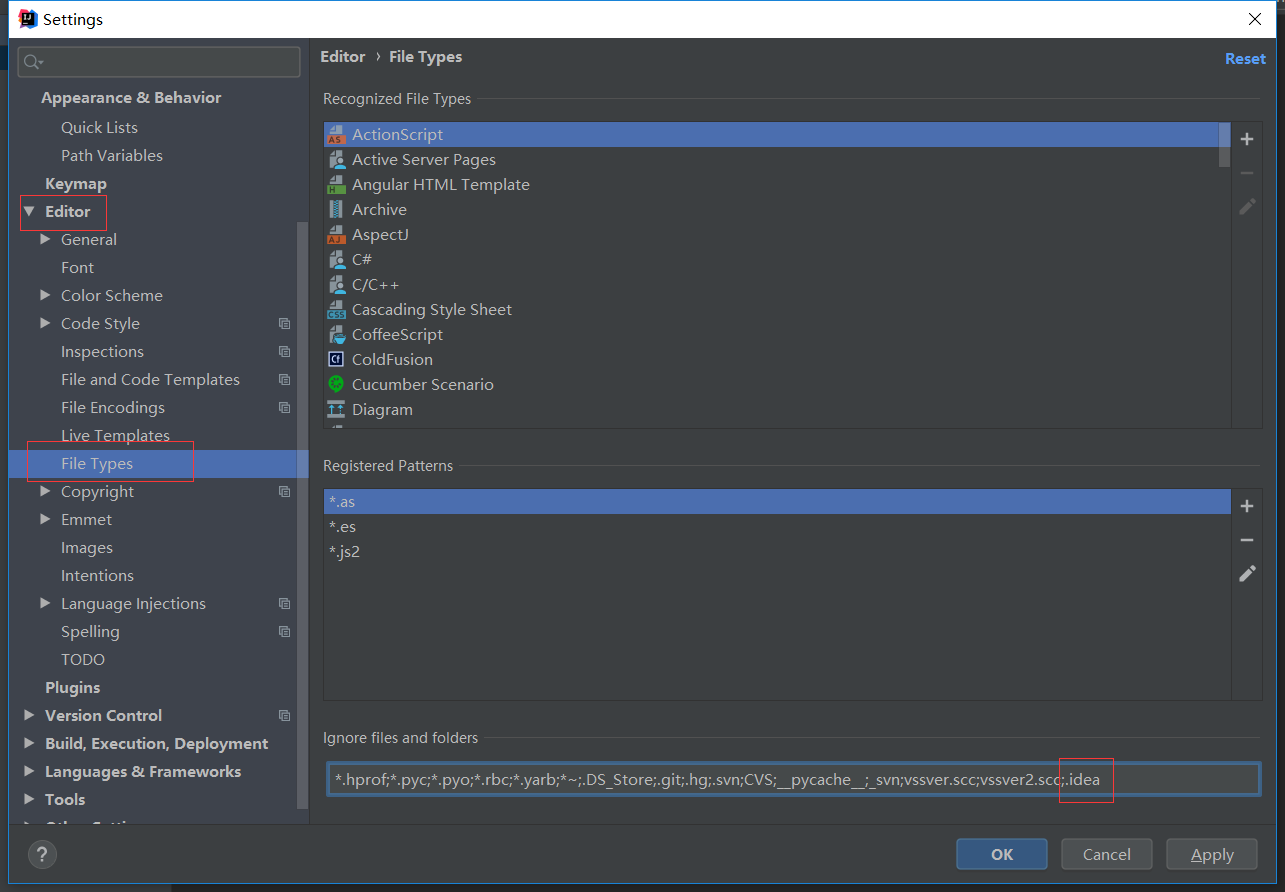 Settings
Appearance & Behavior
Quick Lists
Path Variables
Keymap
Editor
General
Font
Color Scheme
Code Style
Inspections
File and Code Templates
File Encodings
Live Templates
File Types
Copyright
Emmet
Images
Intentions
Language Injections
Spelling
TODO
Plugins
Version Control
Build, Execution, Deployment
Languages & Frameworks
Tools
Editor › File Types
Reset
Recognized File Types
ActionScript
Active Server Pages
Angular HTML Template
Archive
AspectJ
C#
C/C++
Cascading Style Sheet
CoffeeScript
ColdFusion
Cucumber Scenario
Diagram
Registered Patterns
*.as
*.es
*.js2
Ignore files and folders
*.hprof;*.pyc;*.pyo;*.rbc;*.yarb;*~;.DS_Store;.git;.hg;.svn;CVS;__pycache__;_svn;vssver.scc;vssver2.scc;.idea
?
OK
Cancel
Apply